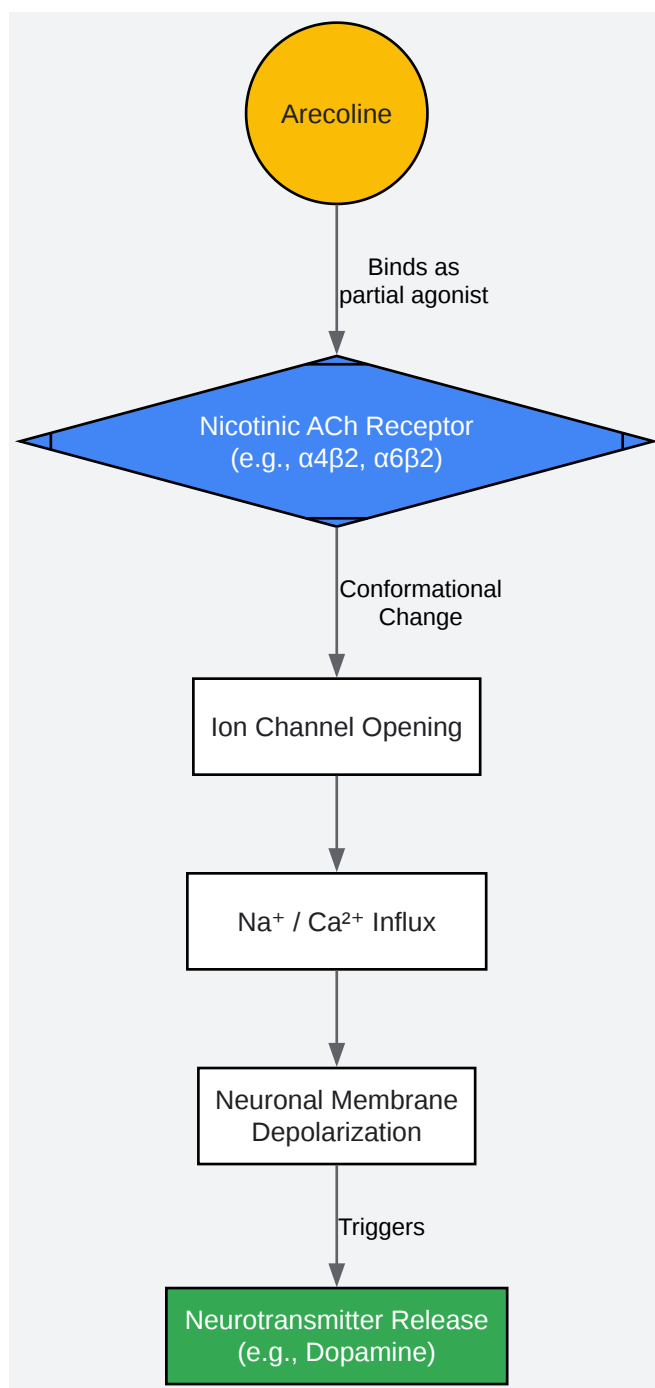 Arecoline
Binds as
partial agonist
Nicotinic ACh Receptor
(e.g., α4β2, α6β2)
Conformational
Change
Ion Channel Opening
Na⁺ / Ca²⁺ Influx
Neuronal Membrane
Depolarization
Triggers
Neurotransmitter Release
(e.g., Dopamine)